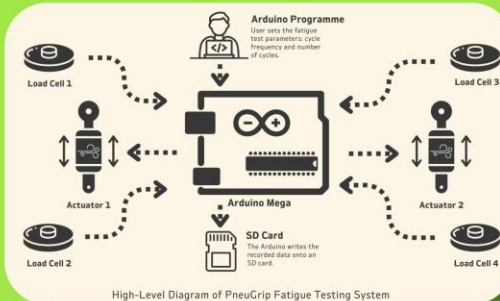 Arduino Programme
User sets the fatigue
test parameters: cycle
frequency and number
of cycles.
Load Cell 1
Load Cell 3
Actuator 1
Arduino Mega
Actuator 2
SD Card
The Arduino writes the
recorded data onto an
SD card.
Load Cell 2
Load Cell 4
High-Level Diagram of PneuGrip Fatigue Testing System